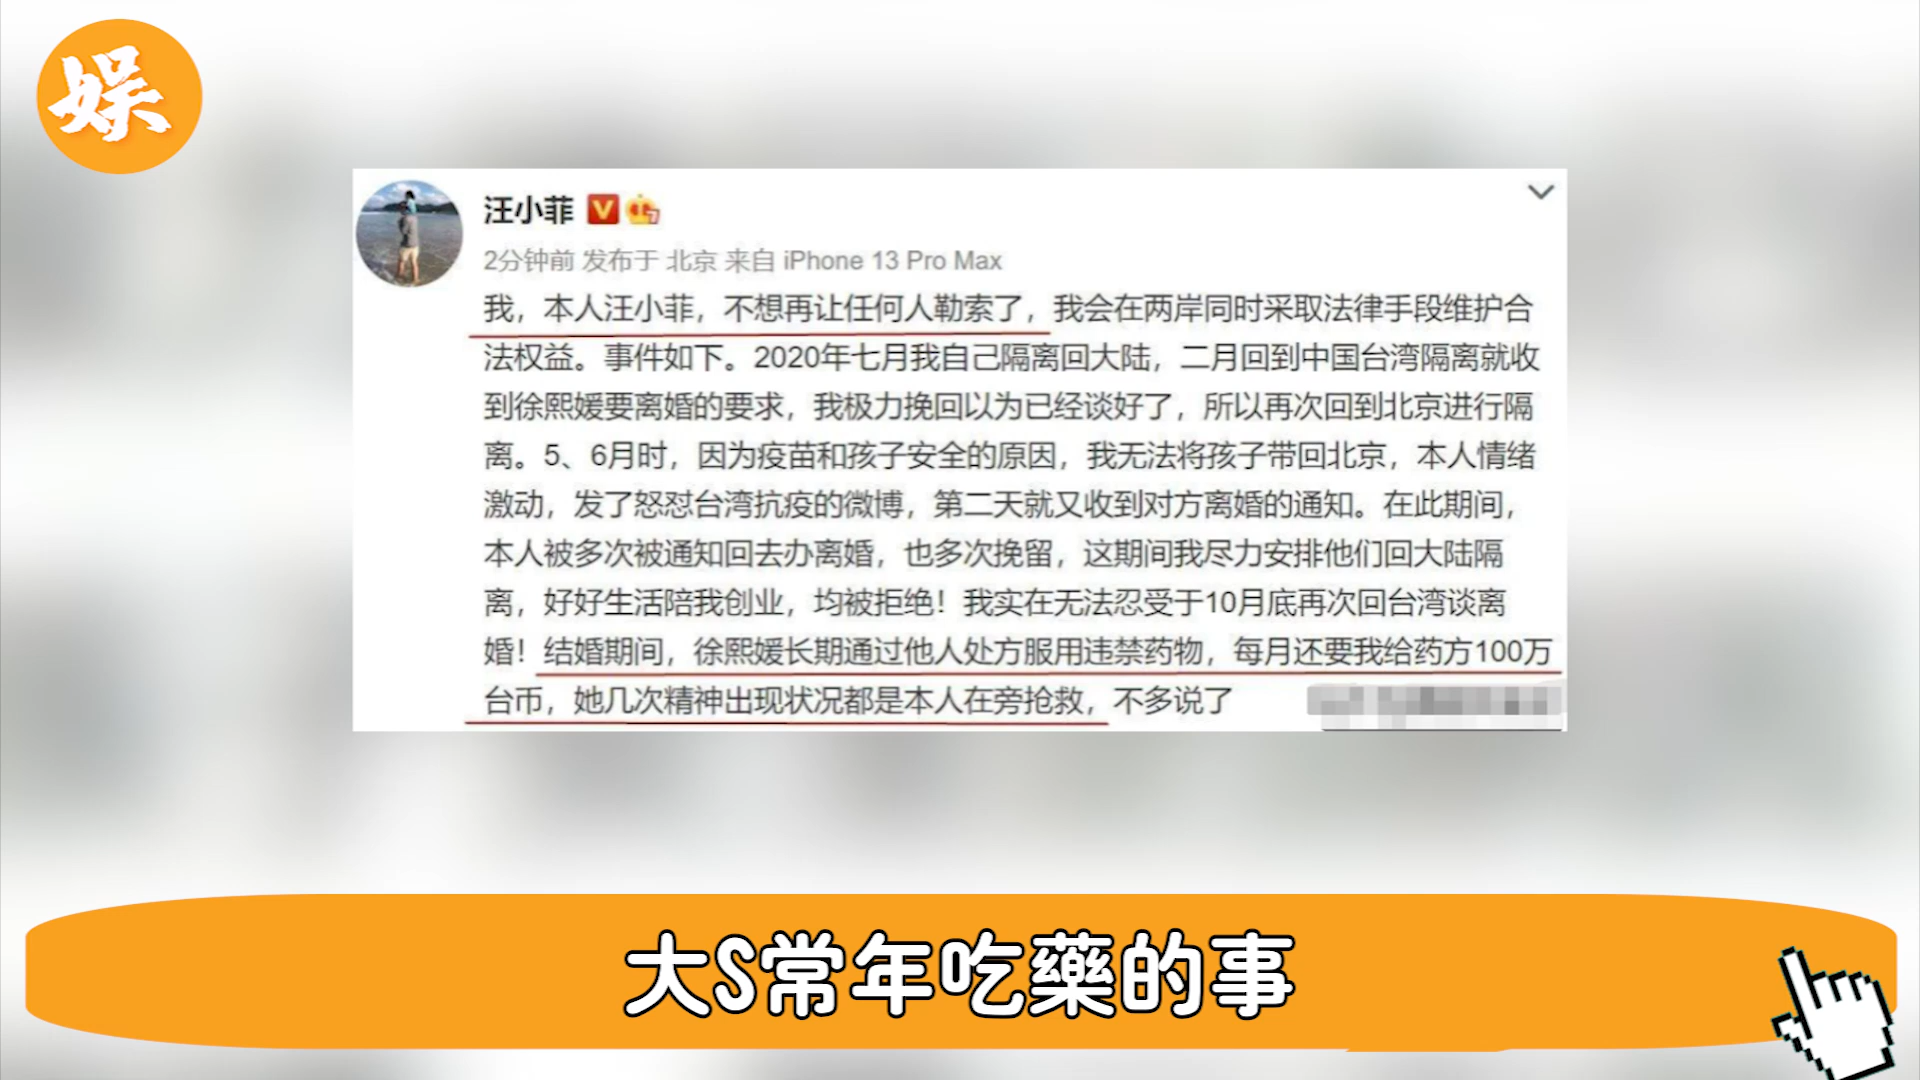 娱
汪小菲
2分钟前 发布于 北京 来自 iPhone 13 Pro Max
我，本人汪小菲，不想再让任何人勒索了，我会在两岸同时采取法律手段维护合
法权益。事件如下。2020年七月我自己隔离回大陆，二月回到中国台湾隔离就收
到徐熙媛要离婚的要求，我极力挽回以为已经谈好了，所以再次回到北京进行隔
离。5、6月时，因为疫苗和孩子安全的原因，我无法将孩子带回北京，本人情绪
激动，发了怒怼台湾抗疫的微博，第二天就又收到对方离婚的通知。在此期间，
本人被多次被通知回去办离婚，也多次挽留，这期间我尽力安排他们回大陆隔
离，好好生活陪我创业，均被拒绝！我实在无法忍受于10月底再次回台湾谈离
婚！结婚期间，徐熙媛长期通过他人处方服用违禁药物，每月还要我给药方100万
台币，她几次精神出现状况都是本人在旁抢救，不多说了
大S常年吃藥的事